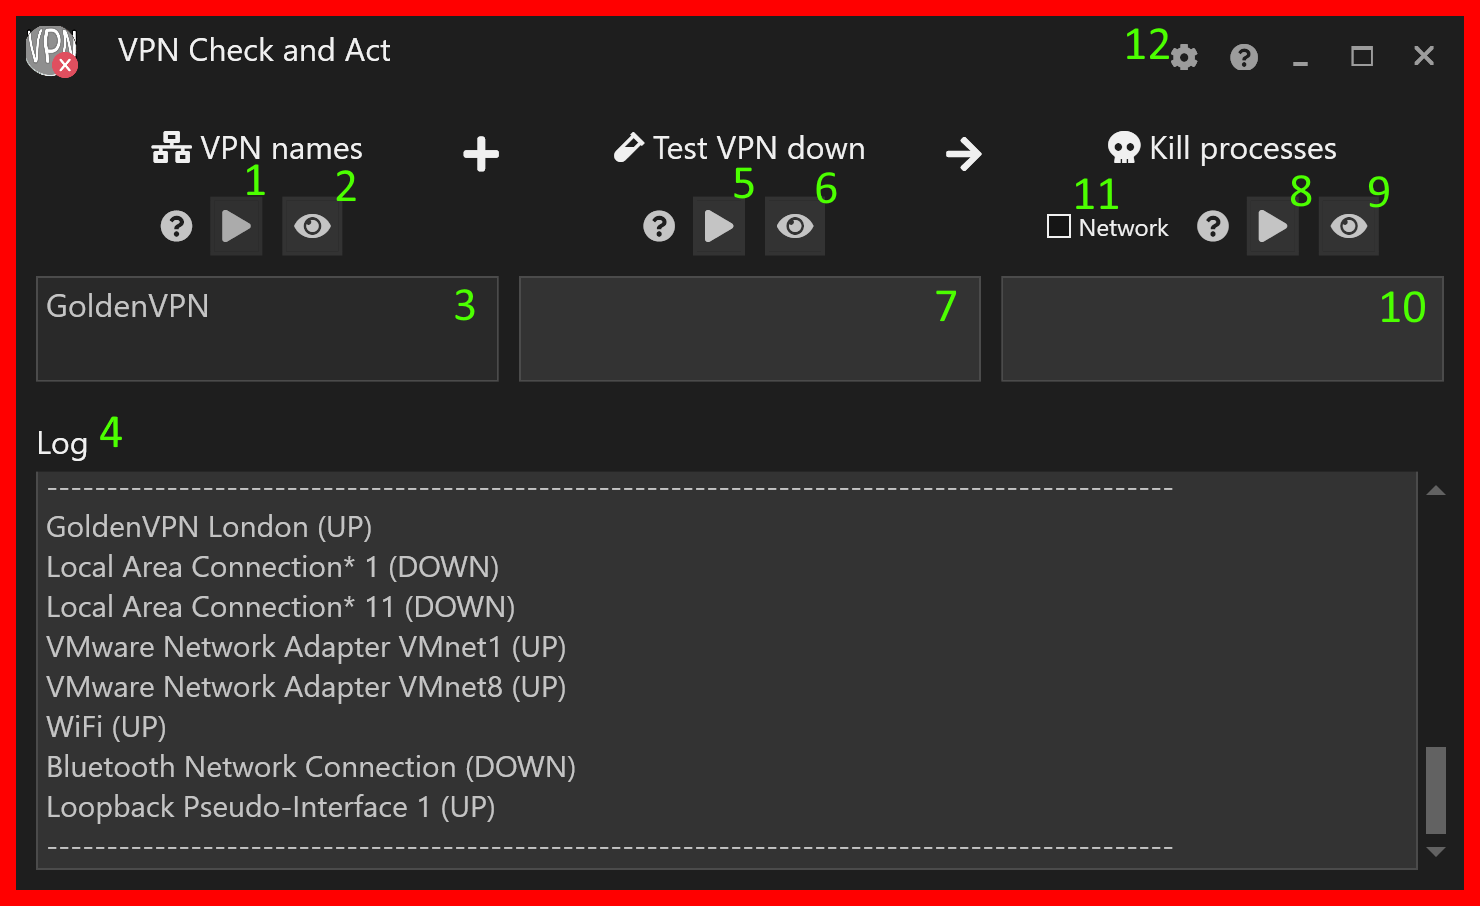 VPN
VPN Check and Act
12
VPN names
Test VPN down
Kill processes
1
2
5
6
11
8
9
Network
GoldenVPN
3
7
10
Log
4
--------------------------------------------------------------------------------------------
GoldenVPN London (UP)
Local Area Connection* 1 (DOWN)
Local Area Connection* 11 (DOWN)
VMware Network Adapter VMnet1 (UP)
VMware Network Adapter VMnet8 (UP)
WiFi (UP)
Bluetooth Network Connection (DOWN)
Loopback Pseudo-Interface 1 (UP)
--------------------------------------------------------------------------------------------